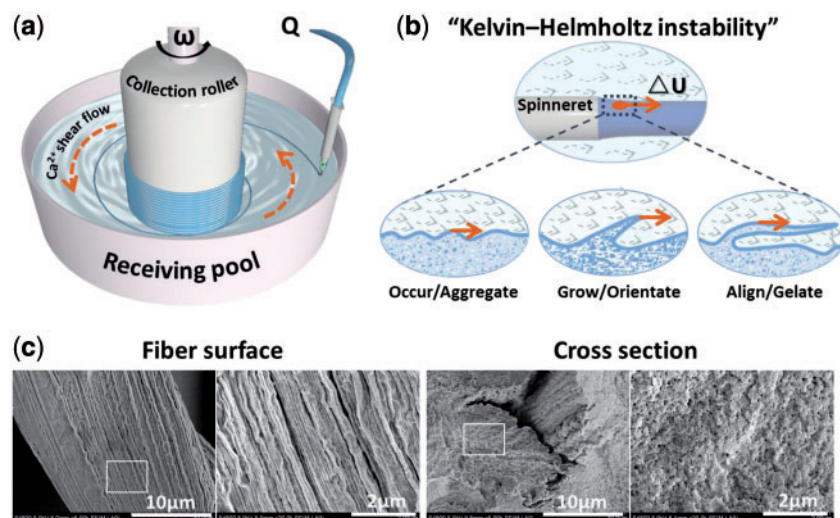 (a)
ω
Q
Collection roller
Ca2+ shear flow
Receiving pool
(b)
“Kelvin–Helmholtz instability”
△U
Spinneret
Occur/Aggregate
Grow/Orientate
Align/Gelate
(c)
Fiber surface
Cross section
10μm
2μm
10μm
2μm